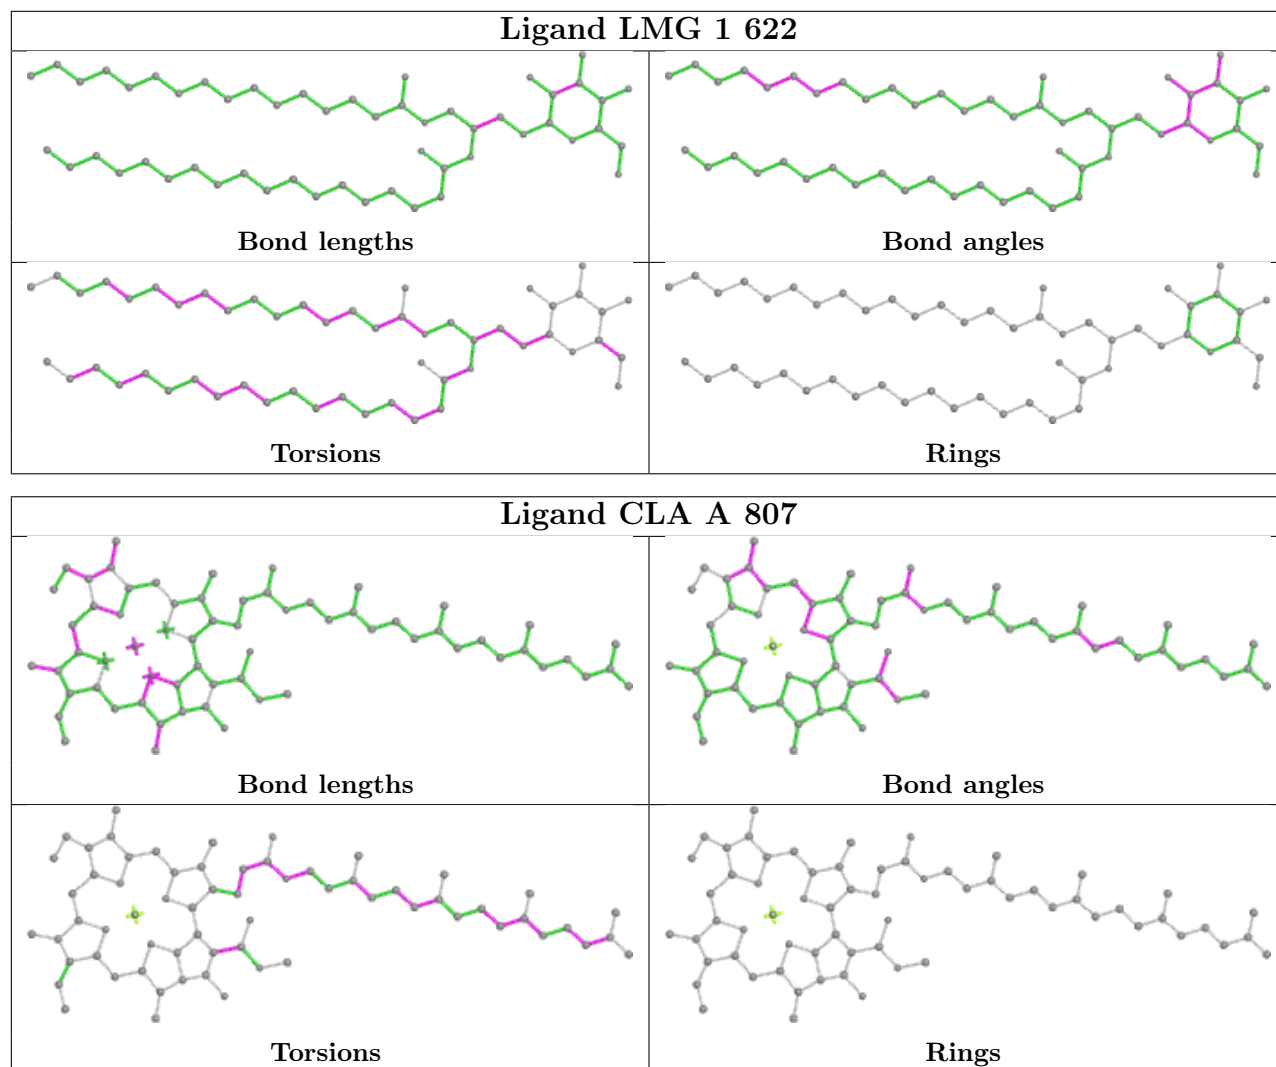 Ligand LMG 1 622
Bond lengths
Bond angles
Torsions
Rings
Ligand CLA A 807
Bond lengths
Bond angles
Torsions
Rings